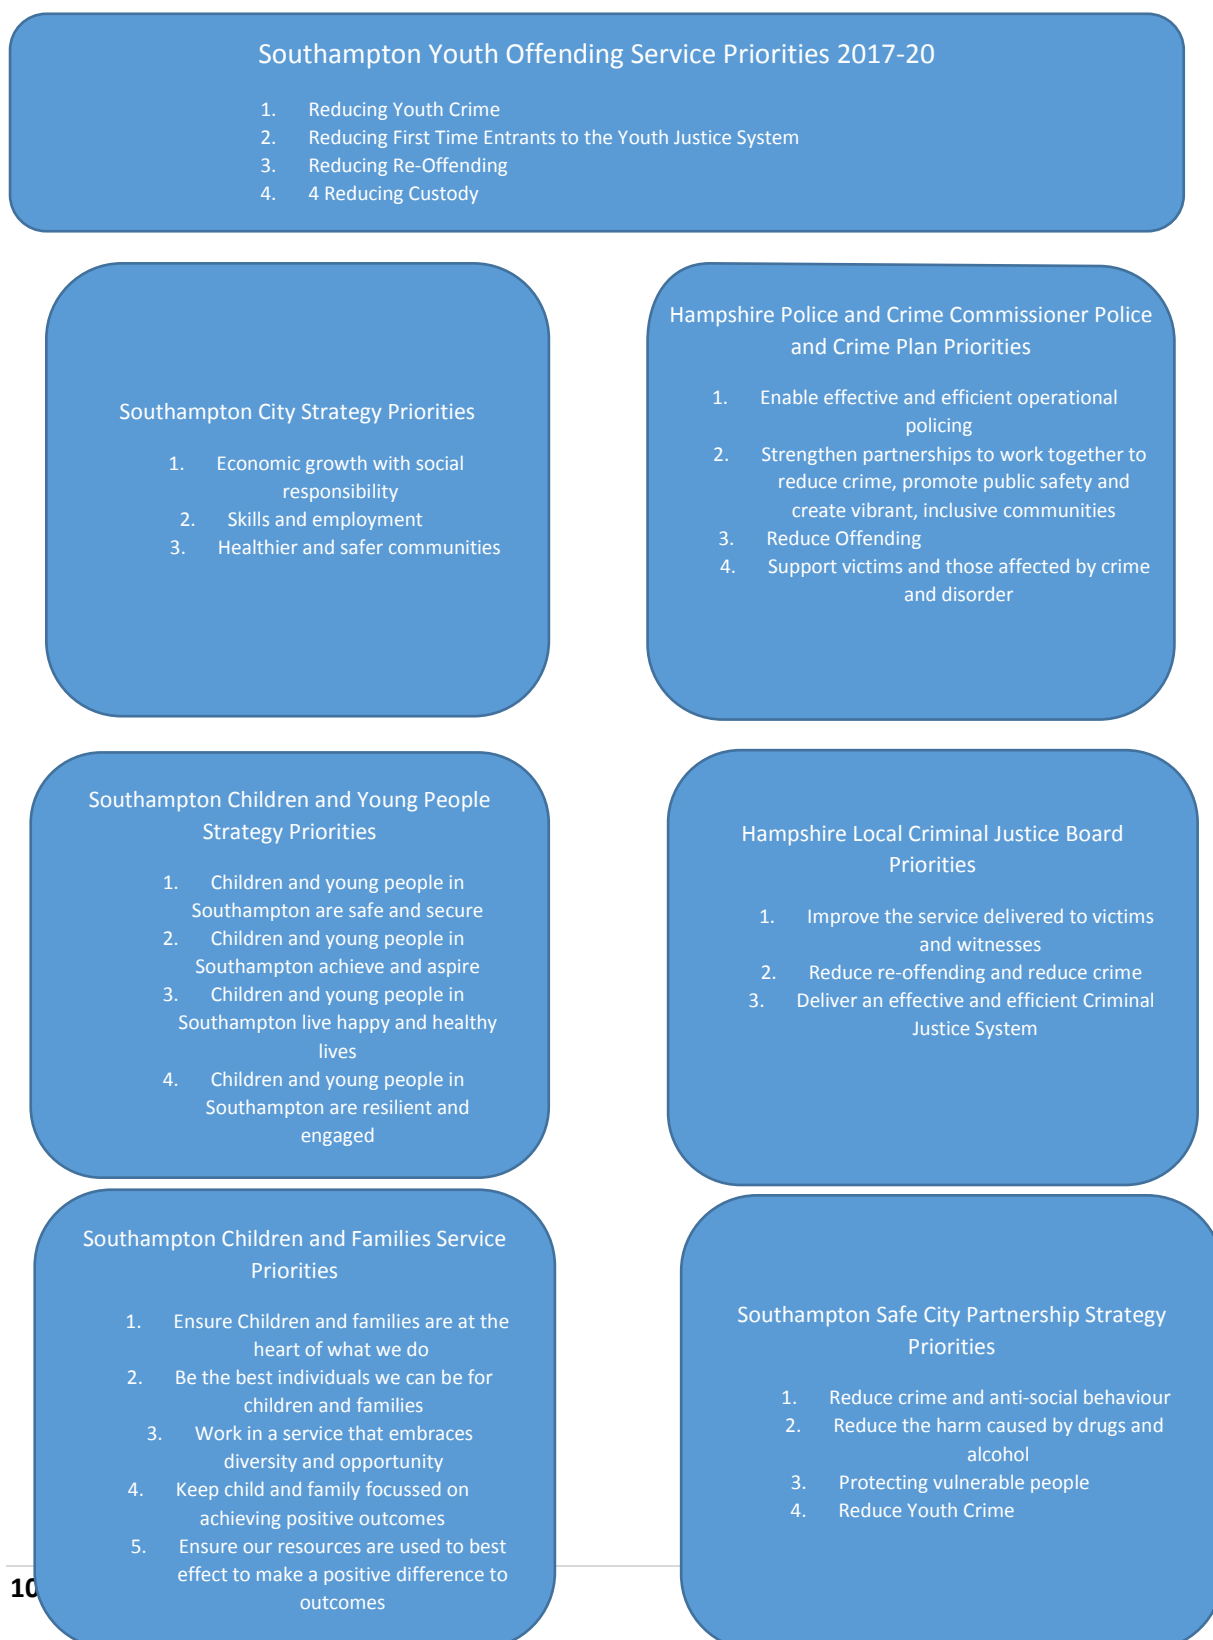 Southampton Youth Offending Service Priorities 2017-20
1. Reducing Youth Crime
2. Reducing First Time Entrants to the Youth Justice System
3. Reducing Re-Offending
4. 4 Reducing Custody
Southampton City Strategy Priorities
1. Economic growth with social
responsibility
2. Skills and employment
3. Healthier and safer communities
Hampshire Police and Crime Commissioner Police
and Crime Plan Priorities
1. Enable effective and efficient operational
policing
2. Strengthen partnerships to work together to
reduce crime, promote public safety and
create vibrant, inclusive communities
3. Reduce Offending
4. Support victims and those affected by crime
and disorder
Southampton Children and Young People
Strategy Priorities
1. Children and young people in
Southampton are safe and secure
2. Children and young people in
Southampton achieve and aspire
3. Children and young people in
Southampton live happy and healthy
lives
4. Children and young people in
Southampton are resilient and
engaged
Hampshire Local Criminal Justice Board
Priorities
1. Improve the service delivered to victims
and witnesses
2. Reduce re-offending and reduce crime
3. Deliver an effective and efficient Criminal
Justice System
Southampton Children and Families Service
Priorities
1. Ensure Children and families are at the
heart of what we do
2. Be the best individuals we can be for
children and families
3. Work in a service that embraces
diversity and opportunity
4. Keep child and family focussed on
achieving positive outcomes
5. Ensure our resources are used to best
effect to make a positive difference to
outcomes
Southampton Safe City Partnership Strategy
Priorities
1. Reduce crime and anti-social behaviour
2. Reduce the harm caused by drugs and
alcohol
3. Protecting vulnerable people
4. Reduce Youth Crime
10